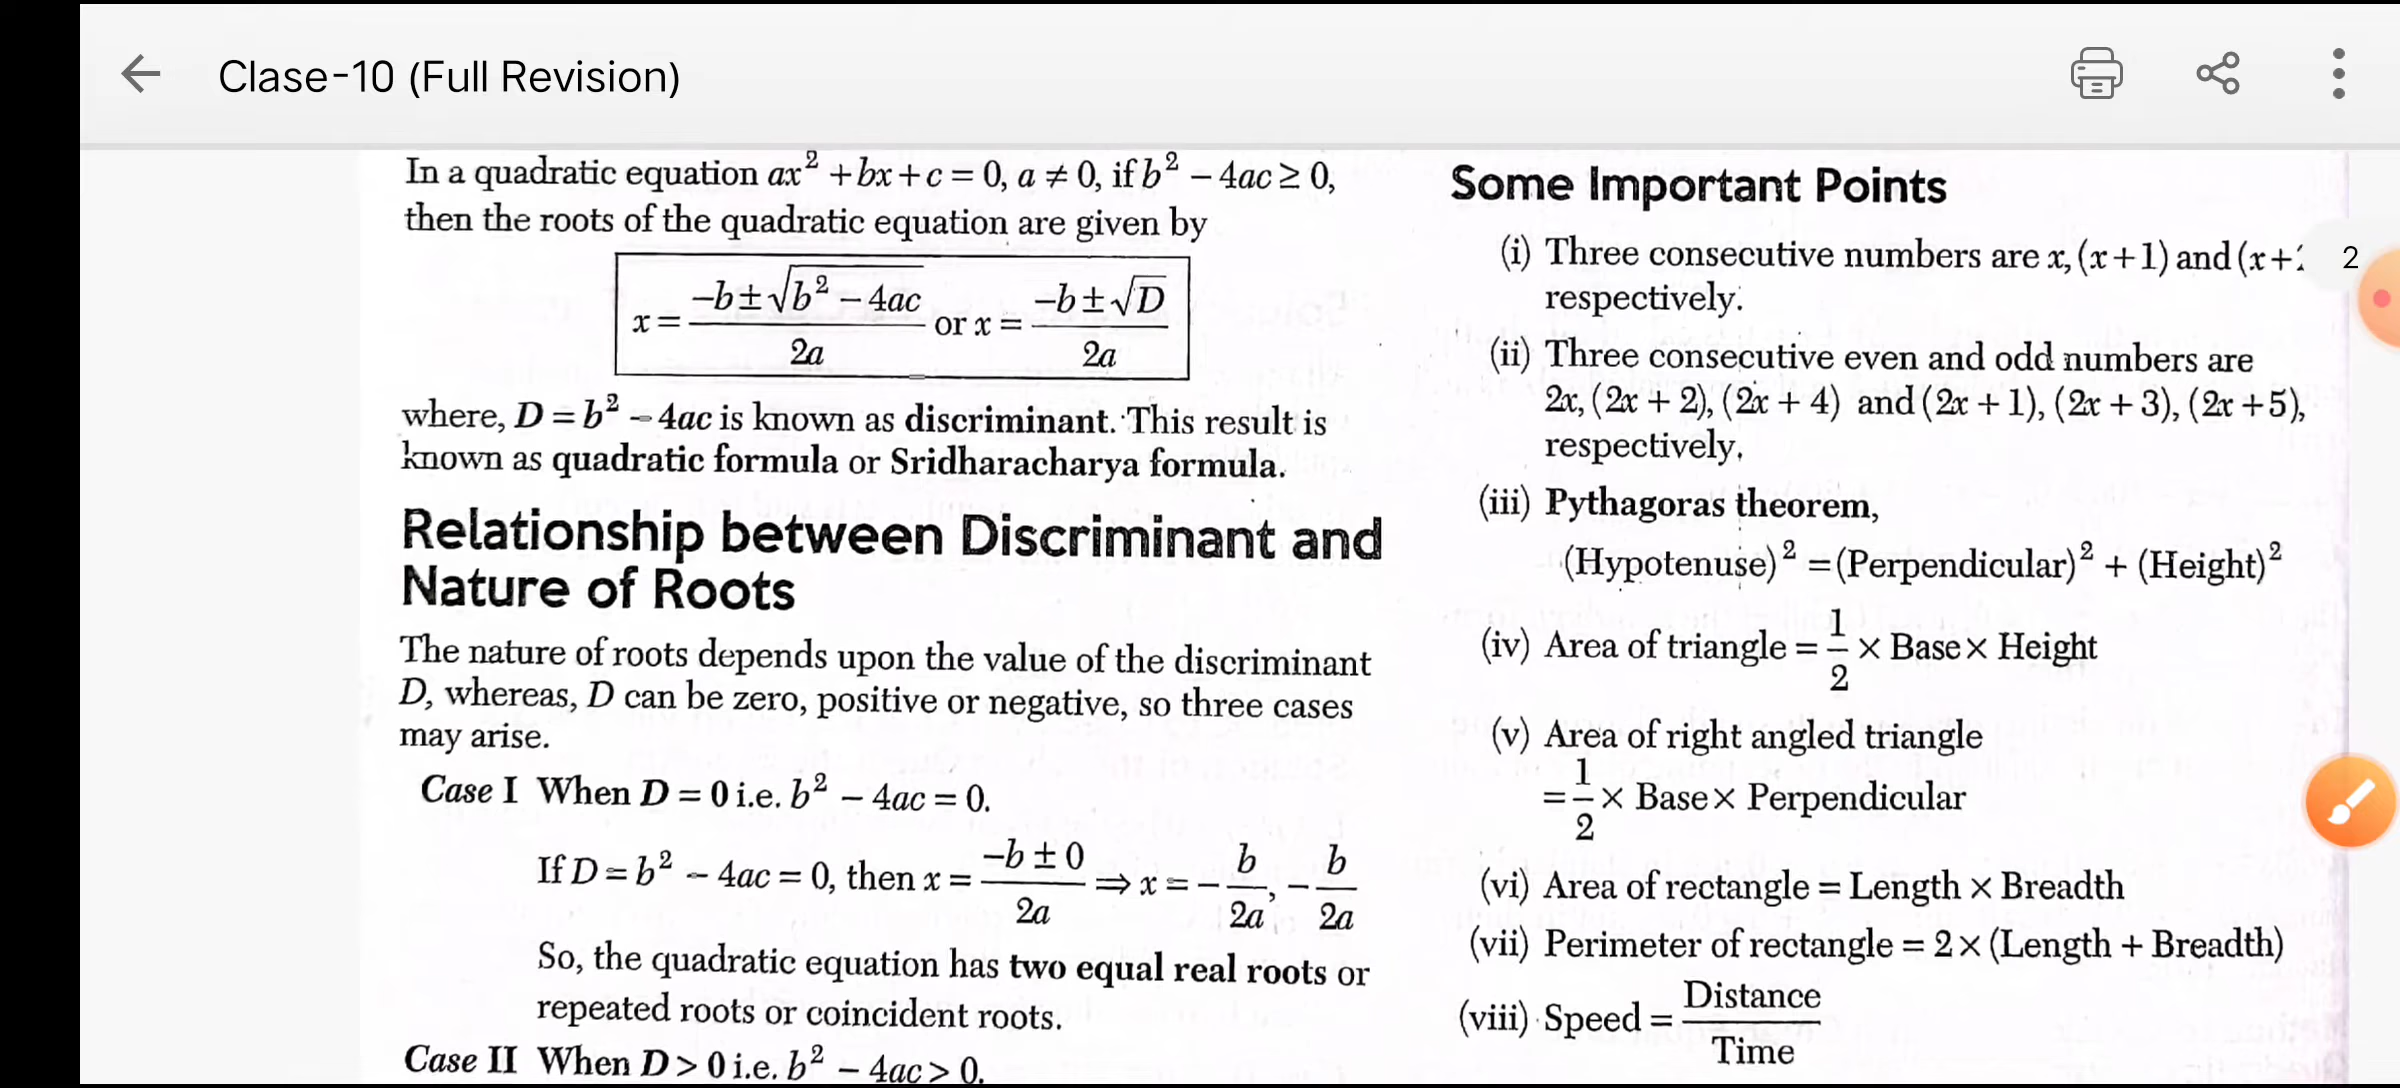 Clase-10 (Full Revision)
In a quadratic equation ax² + bx + c = 0, a ≠ 0, if b² – 4ac ≥ 0,
then the roots of the quadratic equation are given by
x = (–b ± √(b² – 4ac)) / 2a or x = (–b ± √D) / 2a
where, D = b² – 4ac is known as discriminant. This result is
known as quadratic formula or Sridharacharya formula.
Relationship between Discriminant and
Nature of Roots
The nature of roots depends upon the value of the discriminant
D, whereas, D can be zero, positive or negative, so three cases
may arise.
Case I When D = 0 i.e. b² – 4ac = 0.
If D = b² – 4ac = 0, then x = (–b ± 0) / 2a ⇒ x = – b/2a, – b/2a
So, the quadratic equation has two equal real roots or
repeated roots or coincident roots.
Case II When D > 0 i.e. b² – 4ac > 0.
Some Important Points
(i) Three consecutive numbers are x, (x+1) and (x+
respectively.
(ii) Three consecutive even and odd numbers are
2x, (2x + 2), (2x + 4) and (2x + 1), (2x + 3), (2x + 5),
respectively.
(iii) Pythagoras theorem,
(Hypotenuse)² = (Perpendicular)² + (Height)²
(iv) Area of triangle = 1/2 × Base × Height
(v) Area of right angled triangle
= 1/2 × Base × Perpendicular
(vi) Area of rectangle = Length × Breadth
(vii) Perimeter of rectangle = 2 × (Length + Breadth)
(viii) Speed = Distance / Time
2